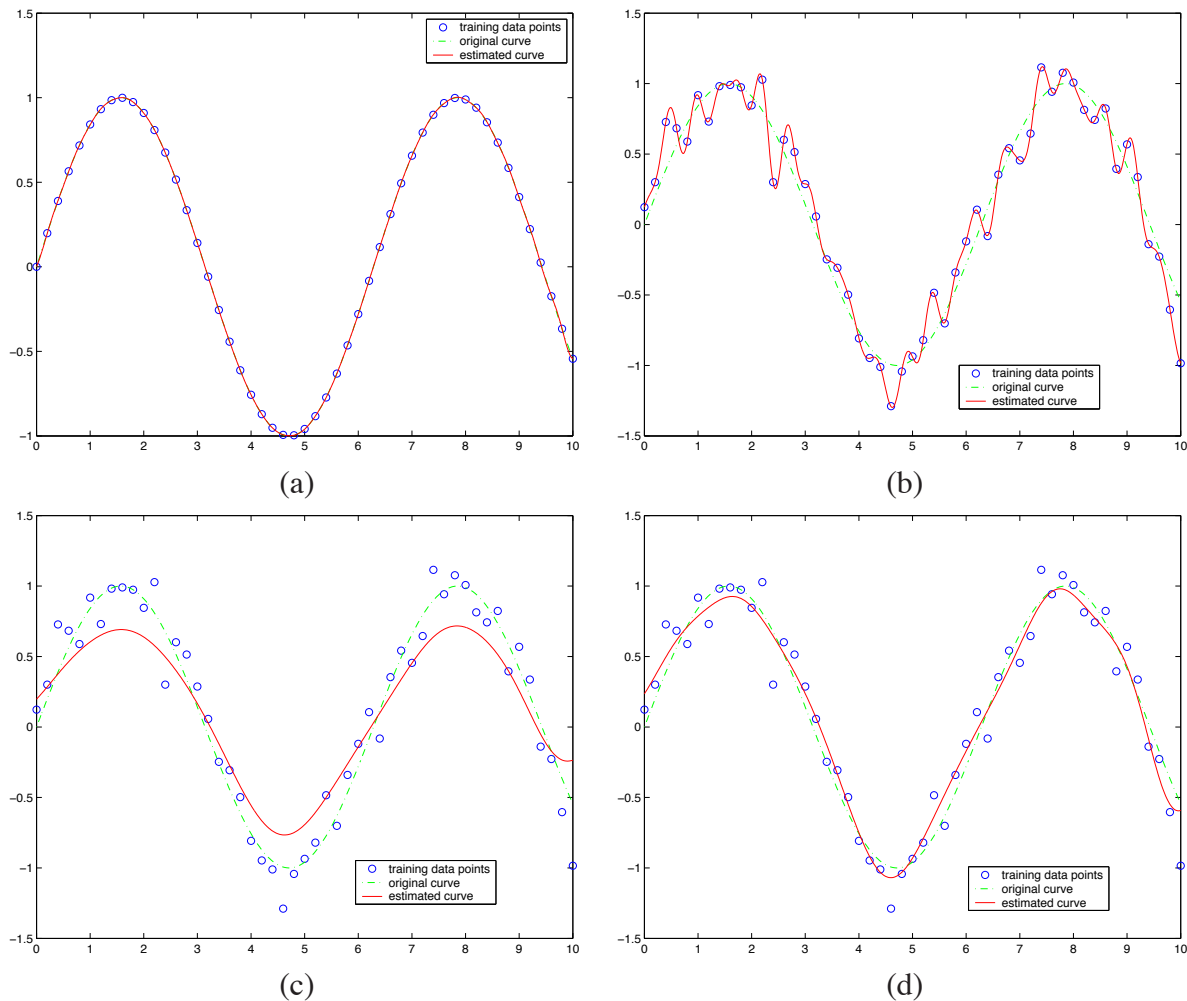 1.5
1
0.5
0
−0.5
−1
0 1 2 3 4 5 6 7 8 9 10
training data points
original curve
estimated curve
(a)
1.5
1
0.5
0
−0.5
−1
−1.5
0 1 2 3 4 5 6 7 8 9 10
training data points
original curve
estimated curve
(b)
1.5
1
0.5
0
−0.5
−1
−1.5
0 1 2 3 4 5 6 7 8 9 10
training data points
original curve
estimated curve
(c)
1.5
1
0.5
0
−0.5
−1
−1.5
0 1 2 3 4 5 6 7 8 9 10
training data points
original curve
estimated curve
(d)